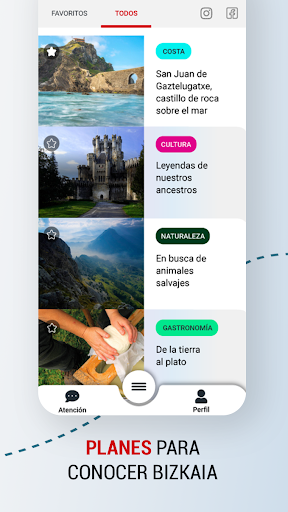 FAVORITOS TODOS
COSTA
San Juan de
Gaztelugatxe,
castillo de roca
sobre el mar
CULTURA
Leyendas de
nuestros
ancestros
NATURALEZA
En busca de
animales
salvajes
GASTRONOMÍA
De la tierra
al plato
Atención Perfil
PLANES PARA
CONOCER BIZKAIA